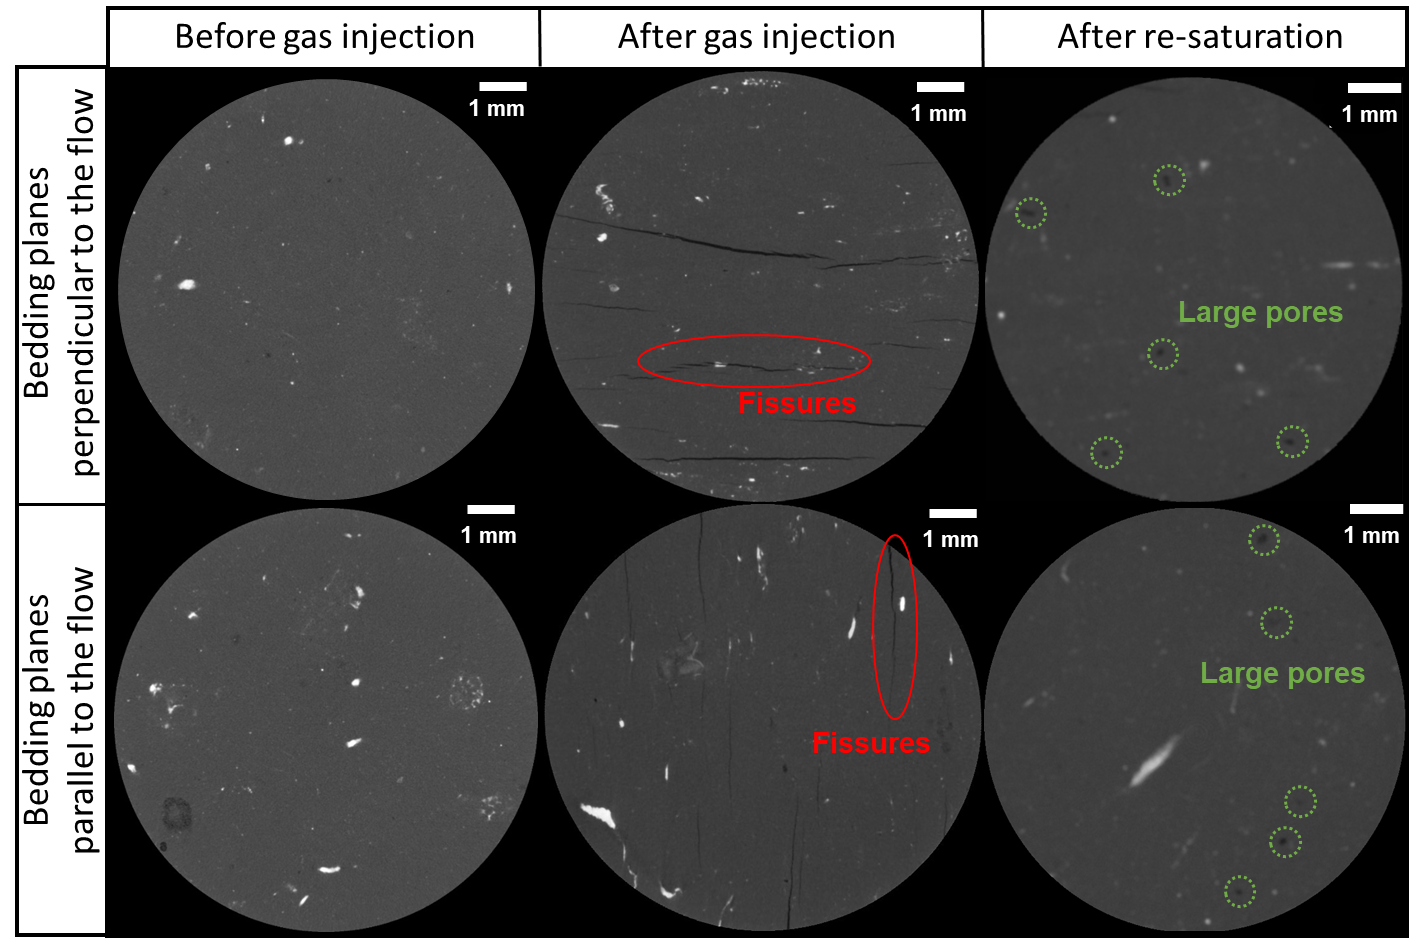 Before gas injection
After gas injection
After re-saturation
Bedding planes
perpendicular to the flow
1 mm
1 mm
Fissures
1 mm
Large pores
Bedding planes
parallel to the flow
1 mm
1 mm
Fissures
1 mm
Large pores